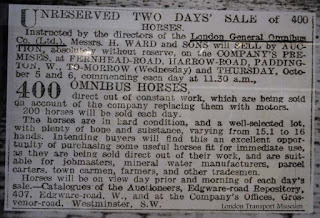 UNRESERVED TWO DAYS' SALE of 400
HORSES.
Instructed by the directors of the London General Omnibus
Co. (Ltd.), Messrs. H. WARD and SONS will SELL by AUC-
TION, absolutely without reserve, on the COMPANY'S PRE-
MISES, at FERNHEAD-ROAD, HARROW-ROAD, PADDING-
TON, W., TO-MORROW (Wednesday) and THURSDAY, Octo-
ber 5 and 6, commencing each day at 11.30 a.m.,
400 OMNIBUS HORSES,
direct out of constant work, which are being sold
on account of the company replacing them with motors.
200 horses will be sold each day.
The horses are in hard condition, and a well-selected lot,
with plenty of bone and substance, varying from 15.1 to 16
hands. Intending buyers will find this an excellent oppor-
tunity of purchasing some useful horses fit for immediate use,
as they are being sold direct out of their work, and are suit-
able for jobmasters, mineral water manufacturers, parcel
carters, town carmen, farmers, and other tradesmen.
Horses will be on view day prior and morning of each day's
sale.—Catalogues of the Auctioneers, Edgware-road Repository,
407, Edgware-road, W., and at the Company's Offices, Gros-
venor-road, Westminster, S.W.
London Transport Museum